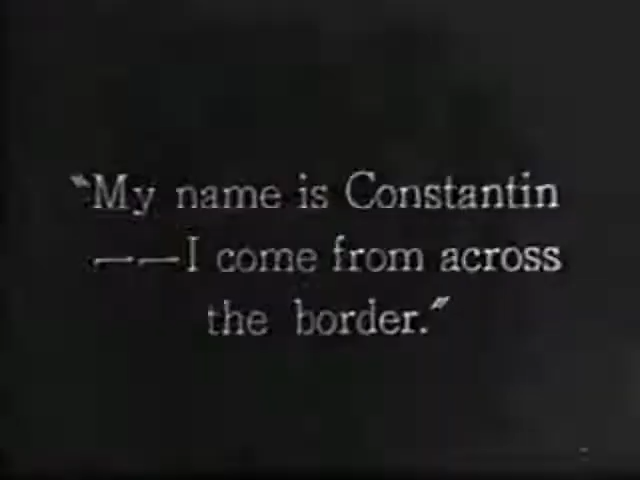 "My name is Constantin
——I come from across
the border."